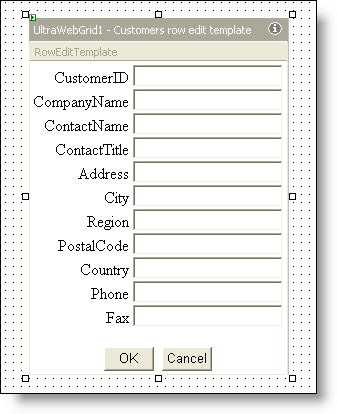 UltraWebGrid1 - Customers row edit template
RowEditTemplate
CustomerID
CompanyName
ContactName
ContactTitle
Address
City
Region
PostalCode
Country
Phone
Fax
OK Cancel